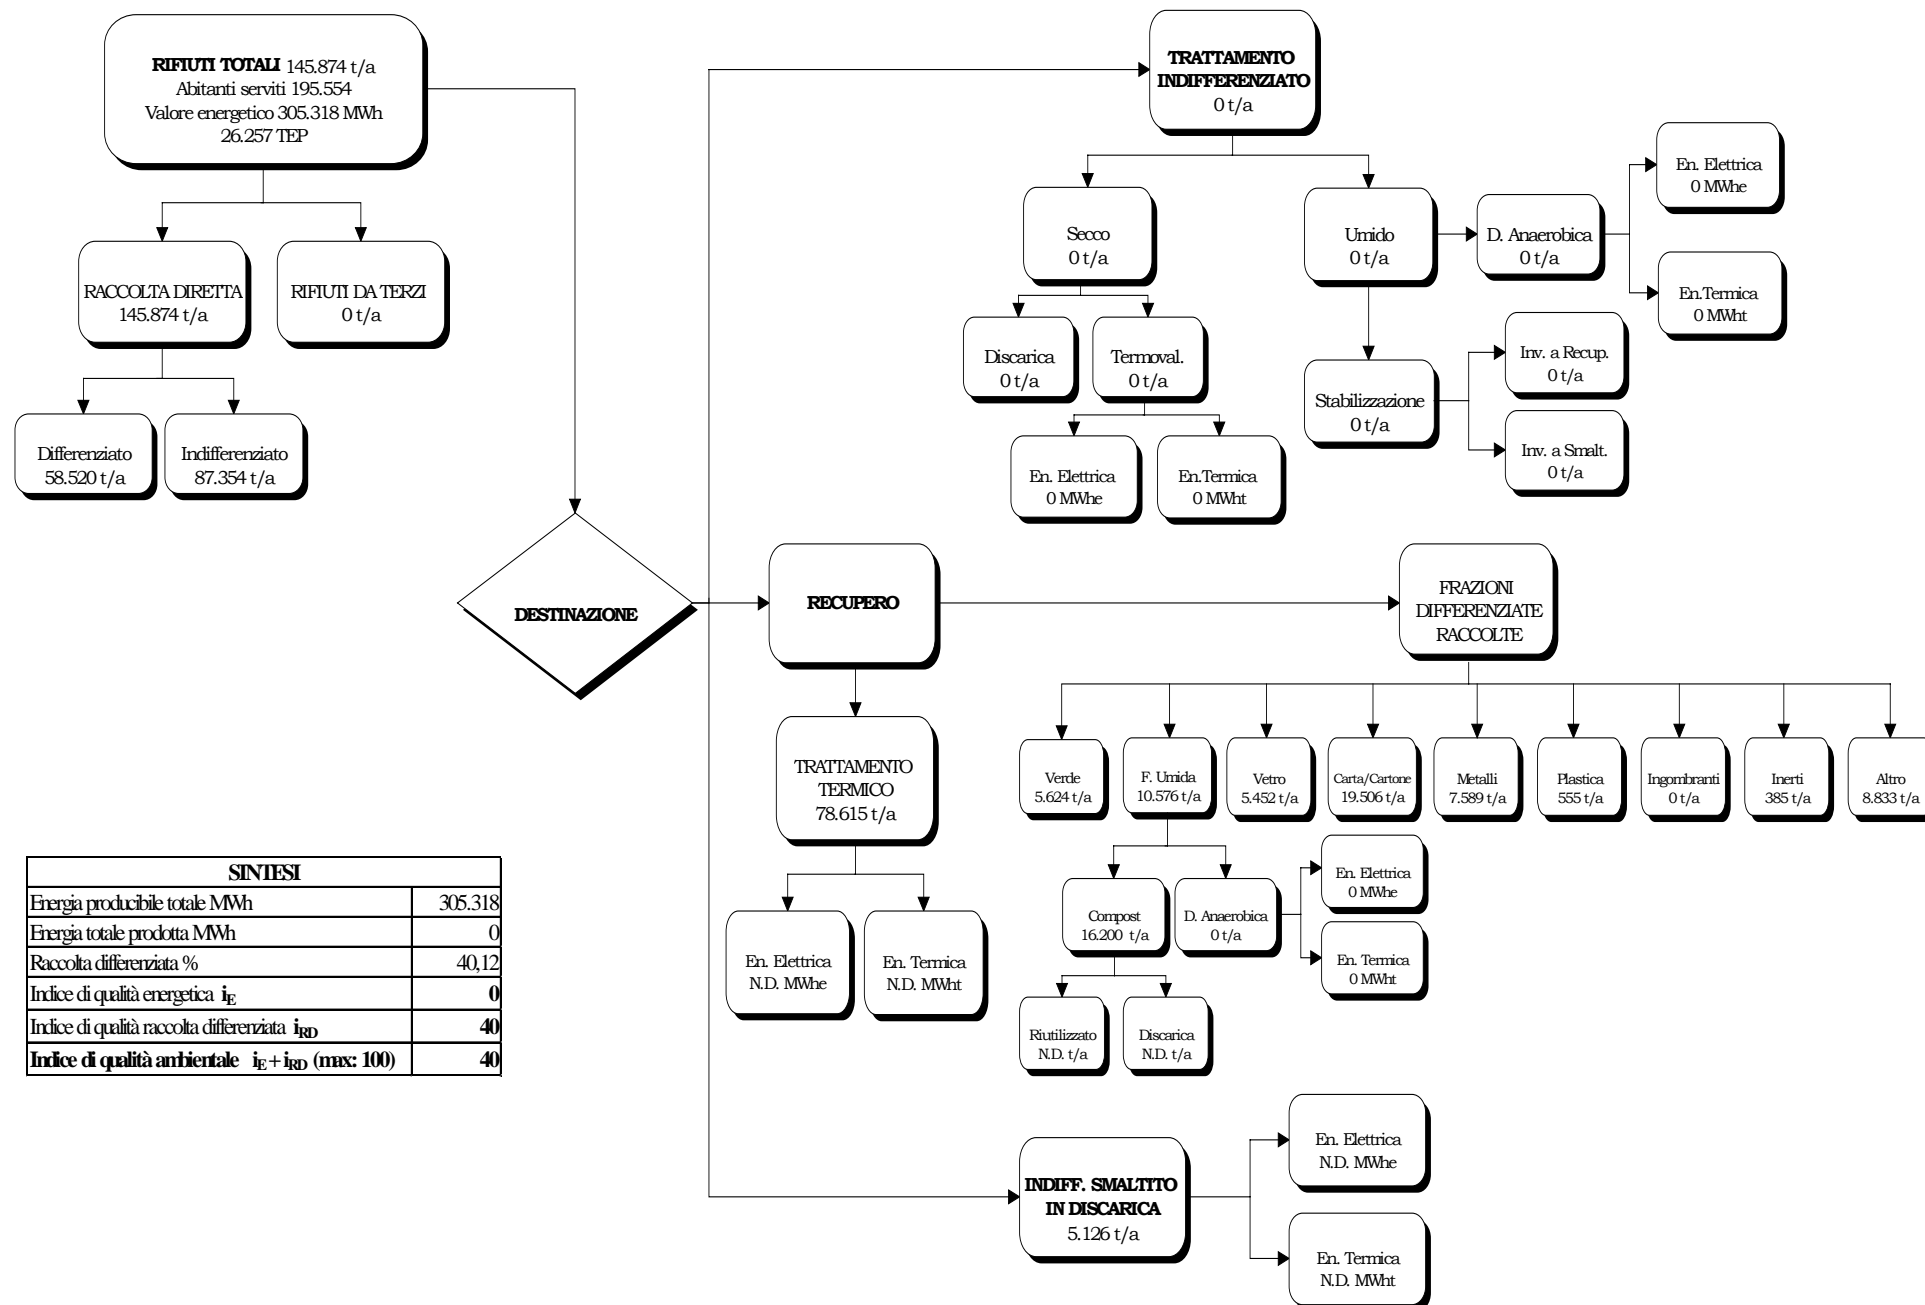 RIFIUTI TOTALI 145.874 t/a
Abitanti serviti 195.554
Valore energetico 305.318 MWh
26.257 TEP
RACCOLTA DIRETTA
145.874 t/a
RIFIUTI DA TERZI
0 t/a
Differenziato
58.520 t/a
Indifferenziato
87.354 t/a
DESTINAZIONE
TRATTAMENTO
INDIFFERENZIATO
0 t/a
Secco
0 t/a
Umido
0 t/a
D. Anaerobica
0 t/a
En. Elettrica
0 MWhe
En.Termica
0 MWht
Discarica
0 t/a
Termoval.
0 t/a
Stabilizzazione
0 t/a
Inv. a Recup.
0 t/a
Inv. a Smalt.
0 t/a
En. Elettrica
0 MWhe
En.Termica
0 MWht
RECUPERO
FRAZIONI
DIFFERENZIATE
RACCOLTE
TRATTAMENTO
TERMICO
78.615 t/a
En. Elettrica
N.D. MWhe
En. Termica
N.D. MWht
Verde
5.624 t/a
F. Umida
10.576 t/a
Vetro
5.452 t/a
Carta/Cartone
19.506 t/a
Metalli
7.589 t/a
Plastica
555 t/a
Ingombranti
0 t/a
Inerti
385 t/a
Altro
8.833 t/a
Compost
16.200 t/a
D. Anaerobica
0 t/a
En. Elettrica
0 MWhe
En. Termica
0 MWht
Riutilizzato
N.D. t/a
Discarica
N.D. t/a
INDIFF. SMALTITO
IN DISCARICA
5.126 t/a
En. Elettrica
N.D. MWhe
En. Termica
N.D. MWht
SINTESI
Energia producibile totale MWh 305.318
Energia totale prodotta MWh 0
Raccolta differenziata % 40,12
Indice di qualità energetica iE 0
Indice di qualità raccolta differenziata iRD 40
Indice di qualità ambientale iE + iRD (max: 100) 40